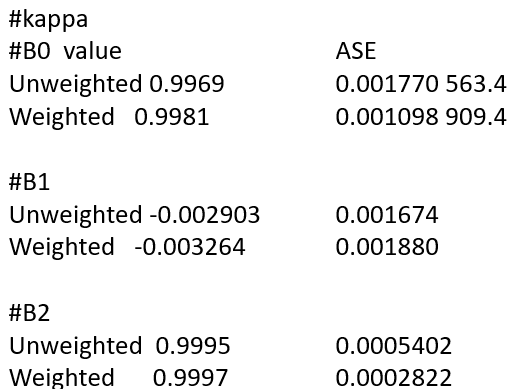 #kappa
#B0  value                              ASE
Unweighted 0.9969               0.001770 563.4
Weighted   0.9981                 0.001098 909.4
#B1
Unweighted -0.002903          0.001674
Weighted   -0.003264            0.001880
#B2
Unweighted  0.9995              0.0005402
Weighted      0.9997               0.0002822